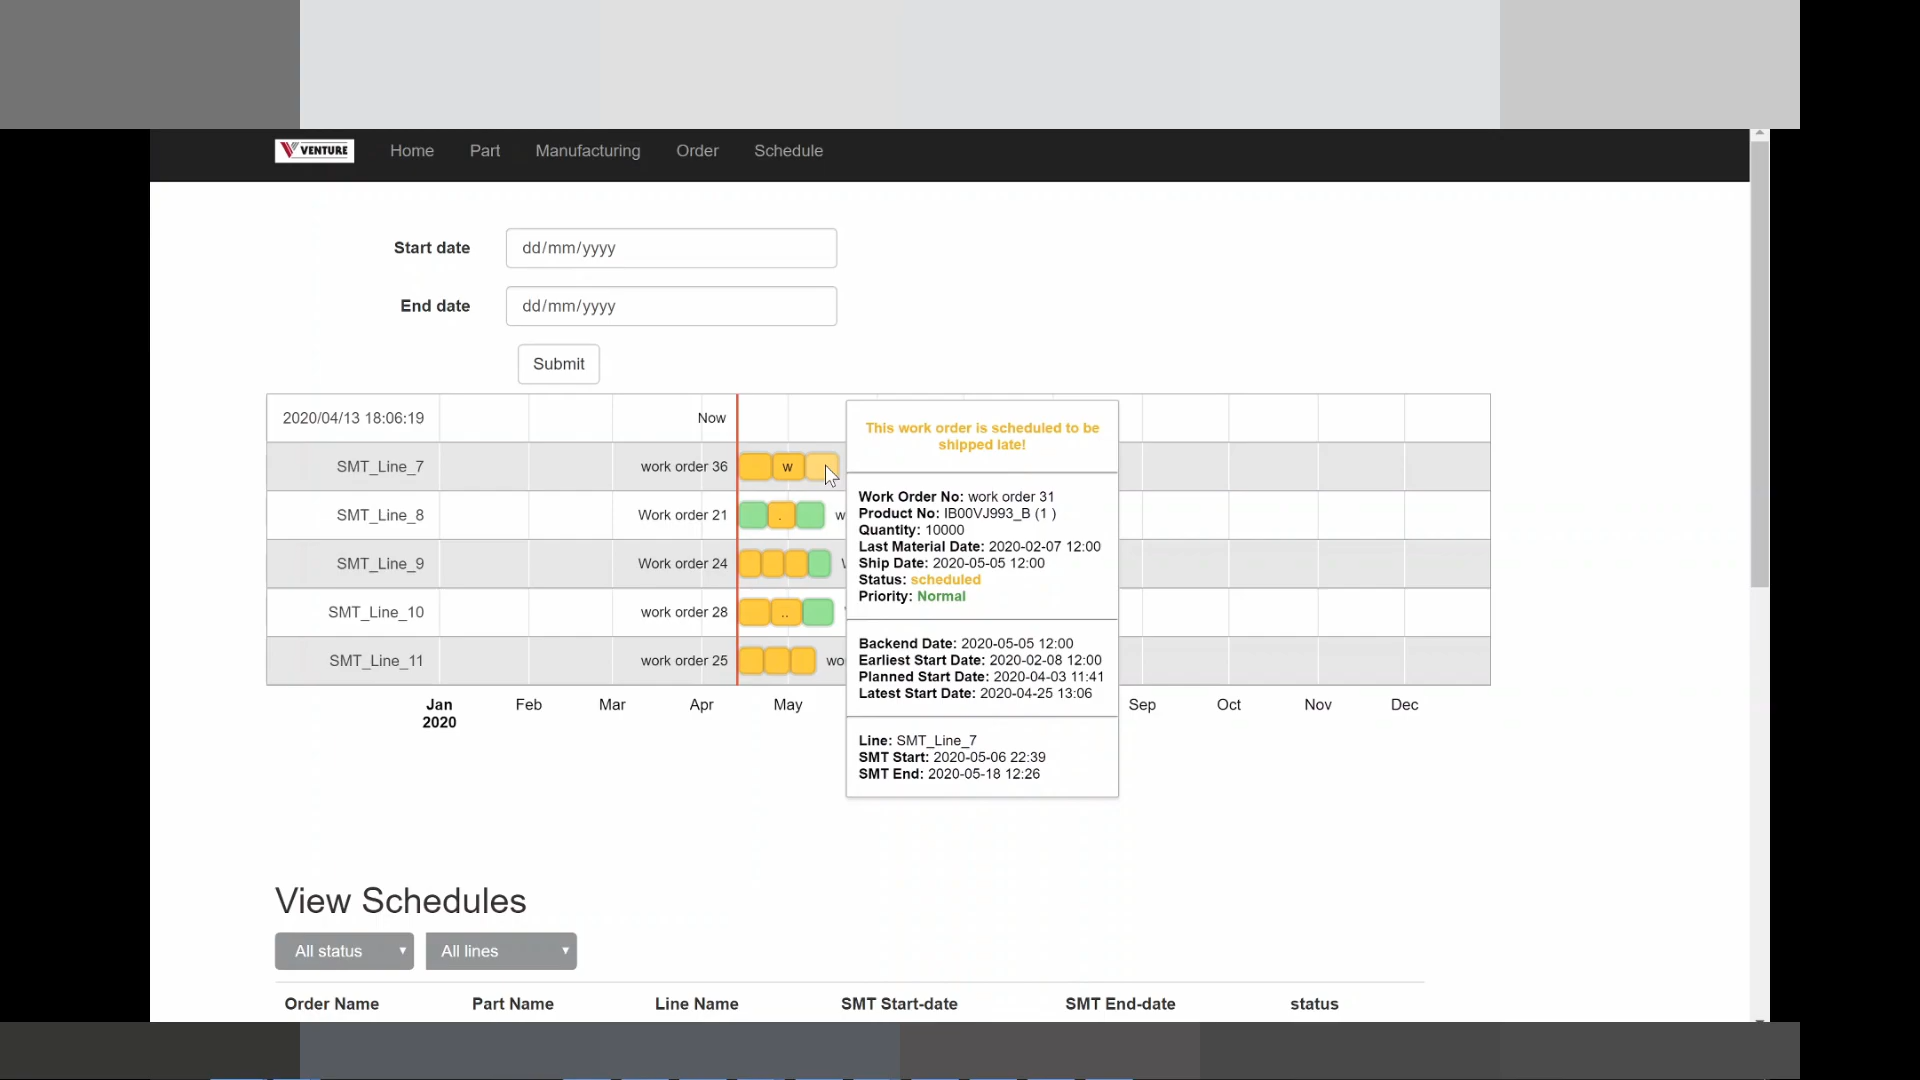 VENTURE Home Part Manufacturing Order Schedule
Start date dd/mm/yyyy
End date dd/mm/yyyy
Submit
2020/04/13 18:06:19 Now
SMT_Line_7 work order 36 w
SMT_Line_8 Work order 21 . w
SMT_Line_9 Work order 24
SMT_Line_10 work order 28 ..
SMT_Line_11 work order 25 wo
Jan Feb Mar Apr May Sep Oct Nov Dec
2020
This work order is scheduled to be
shipped late!
Work Order No: work order 31
Product No: IB00VJ993_B (1 )
Quantity: 10000
Last Material Date: 2020-02-07 12:00
Ship Date: 2020-05-05 12:00
Status: scheduled
Priority: Normal
Backend Date: 2020-05-05 12:00
Earliest Start Date: 2020-02-08 12:00
Planned Start Date: 2020-04-03 11:41
Latest Start Date: 2020-04-25 13:06
Line: SMT_Line_7
SMT Start: 2020-05-06 22:39
SMT End: 2020-05-18 12:26
View Schedules
All status All lines
Order Name Part Name Line Name SMT Start-date SMT End-date status